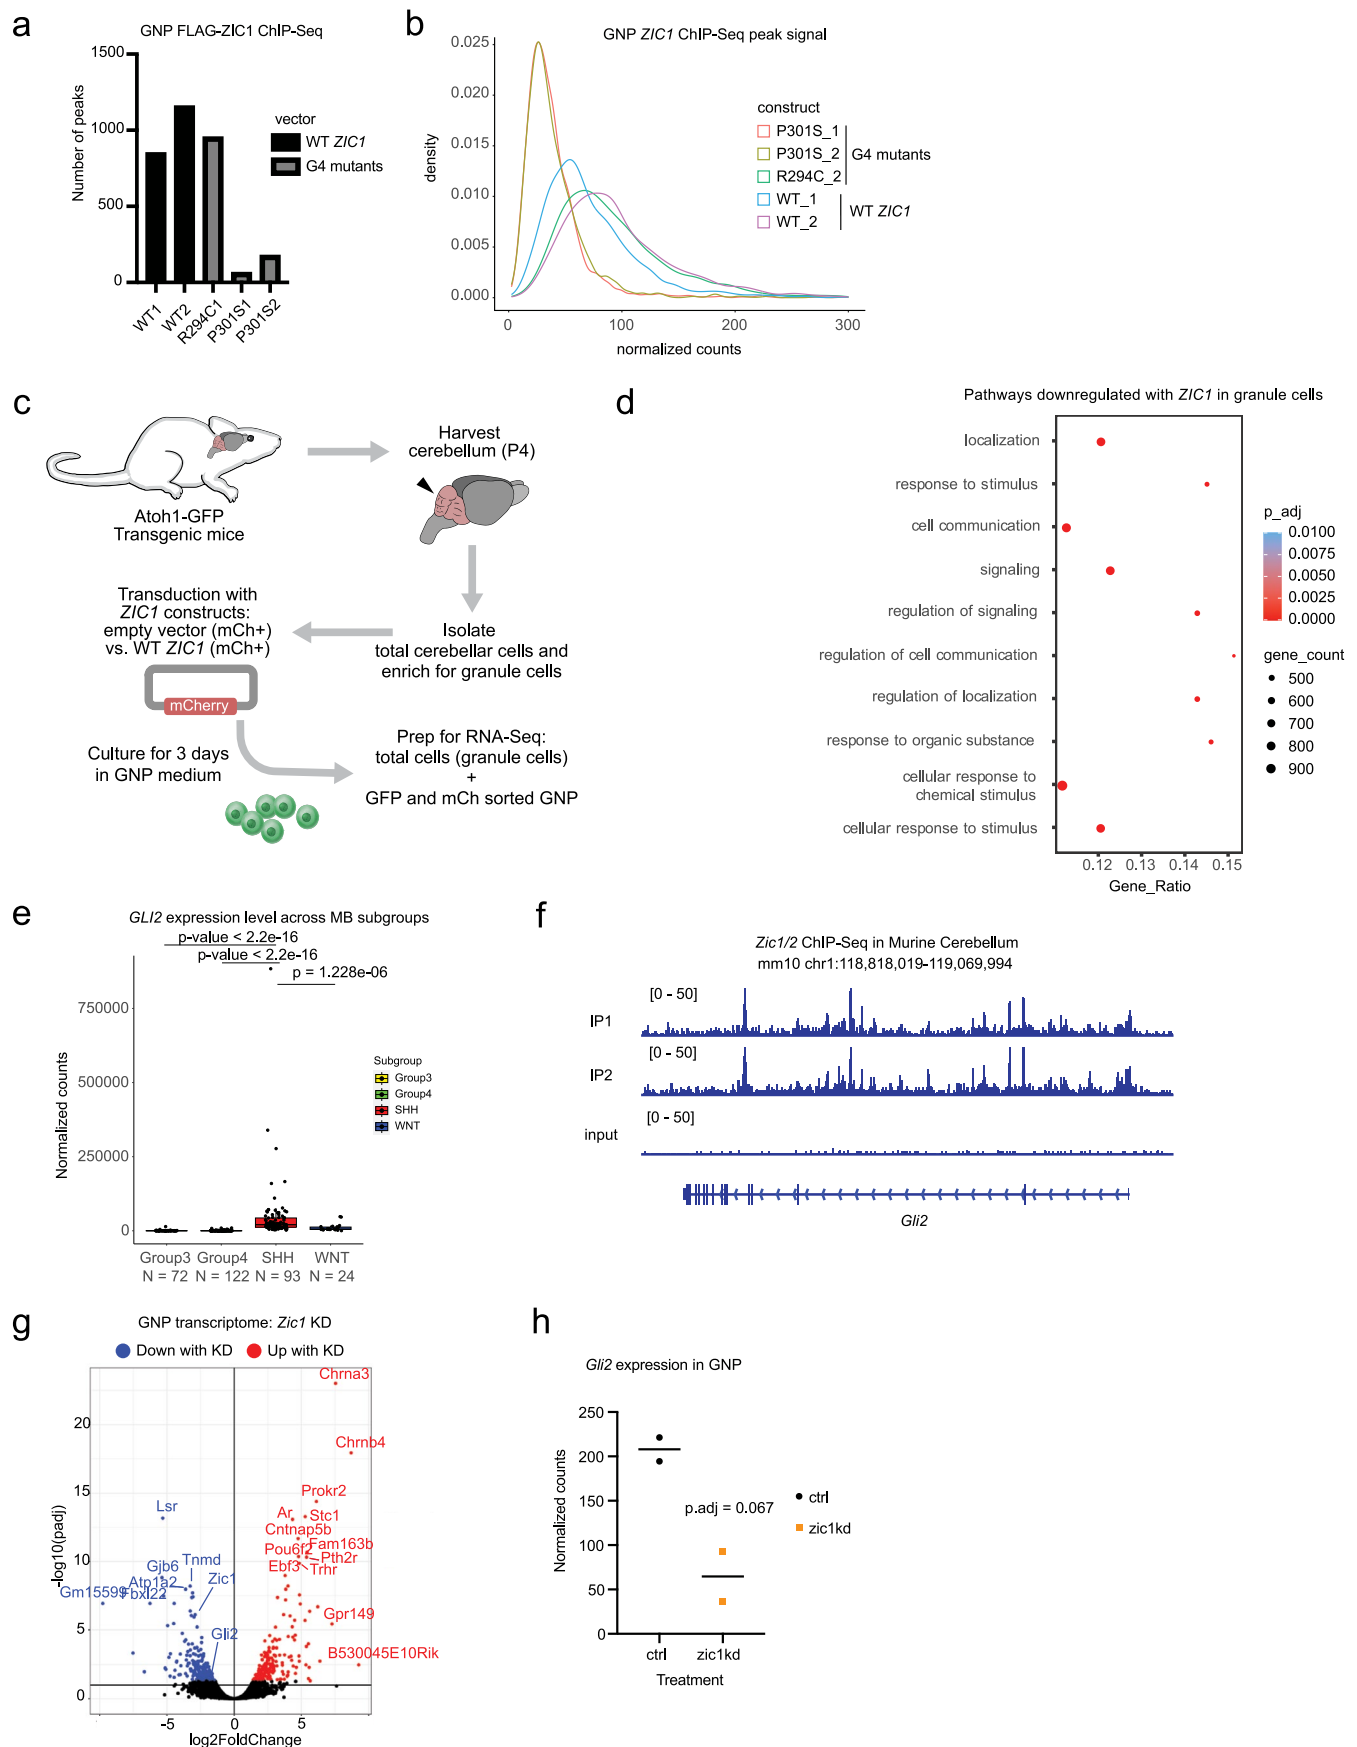 a
GNP FLAG-ZIC1 ChIP-Seq
1500
1000
500
0
Number of peaks
vector
WT ZIC1
G4 mutants
WT1
WT2
R294C1
P301S1
P301S2
b
GNP ZIC1 ChIP-Seq peak signal
0.025
0.020
0.015
0.010
0.005
0.000
density
construct
P301S_1
P301S_2
R294C_2
WT_1
WT_2
G4 mutants
WT ZIC1
0
100
200
300
normalized counts
c
Atoh1-GFP
Transgenic mice
Harvest
cerebellum (P4)
Isolate
total cerebellar cells and
enrich for granule cells
Transduction with
ZIC1 constructs:
empty vector (mCh+)
vs. WT ZIC1 (mCh+)
mCherry
Culture for 3 days
in GNP medium
Prep for RNA-Seq:
total cells (granule cells)
+
GFP and mCh sorted GNP
d
Pathways downregulated with ZIC1 in granule cells
localization
response to stimulus
cell communication
signaling
regulation of signaling
regulation of cell communication
regulation of localization
response to organic substance
cellular response to
chemical stimulus
cellular response to stimulus
0.12
0.13
0.14
0.15
Gene_Ratio
p_adj
0.0100
0.0075
0.0050
0.0025
0.0000
gene_count
500
600
700
800
900
e
GLI2 expression level across MB subgroups
p-value < 2.2e-16
p-value < 2.2e-16
p = 1.228e-06
750000
500000
250000
0
Normalized counts
Subgroup
Group3
Group4
SHH
WNT
Group3
N = 72
Group4
N = 122
SHH
N = 93
WNT
N = 24
f
Zic1/2 ChIP-Seq in Murine Cerebellum
mm10 chr1:118,818,019-119,069,994
[0 - 50]
IP1
[0 - 50]
IP2
[0 - 50]
input
Gli2
g
GNP transcriptome: Zic1 KD
Down with KD
Up with KD
Chrna3
Chrnb4
Prokr2
Ar
Stc1
Cntnap5b
Fam163b
Pou6f2
Pth2r
Ebf3
Trhr
Gpr149
B530045E10Rik
Lsr
Tnmd
Gjb6
Atp1a2
Zic1
Gm15599
Fbxl22
Gli2
20
15
10
5
0
-log10(padj)
-5
0
5
log2FoldChange
h
Gli2 expression in GNP
250
200
150
100
50
0
Normalized counts
p.adj = 0.067
ctrl
zic1kd
ctrl
zic1kd
Treatment